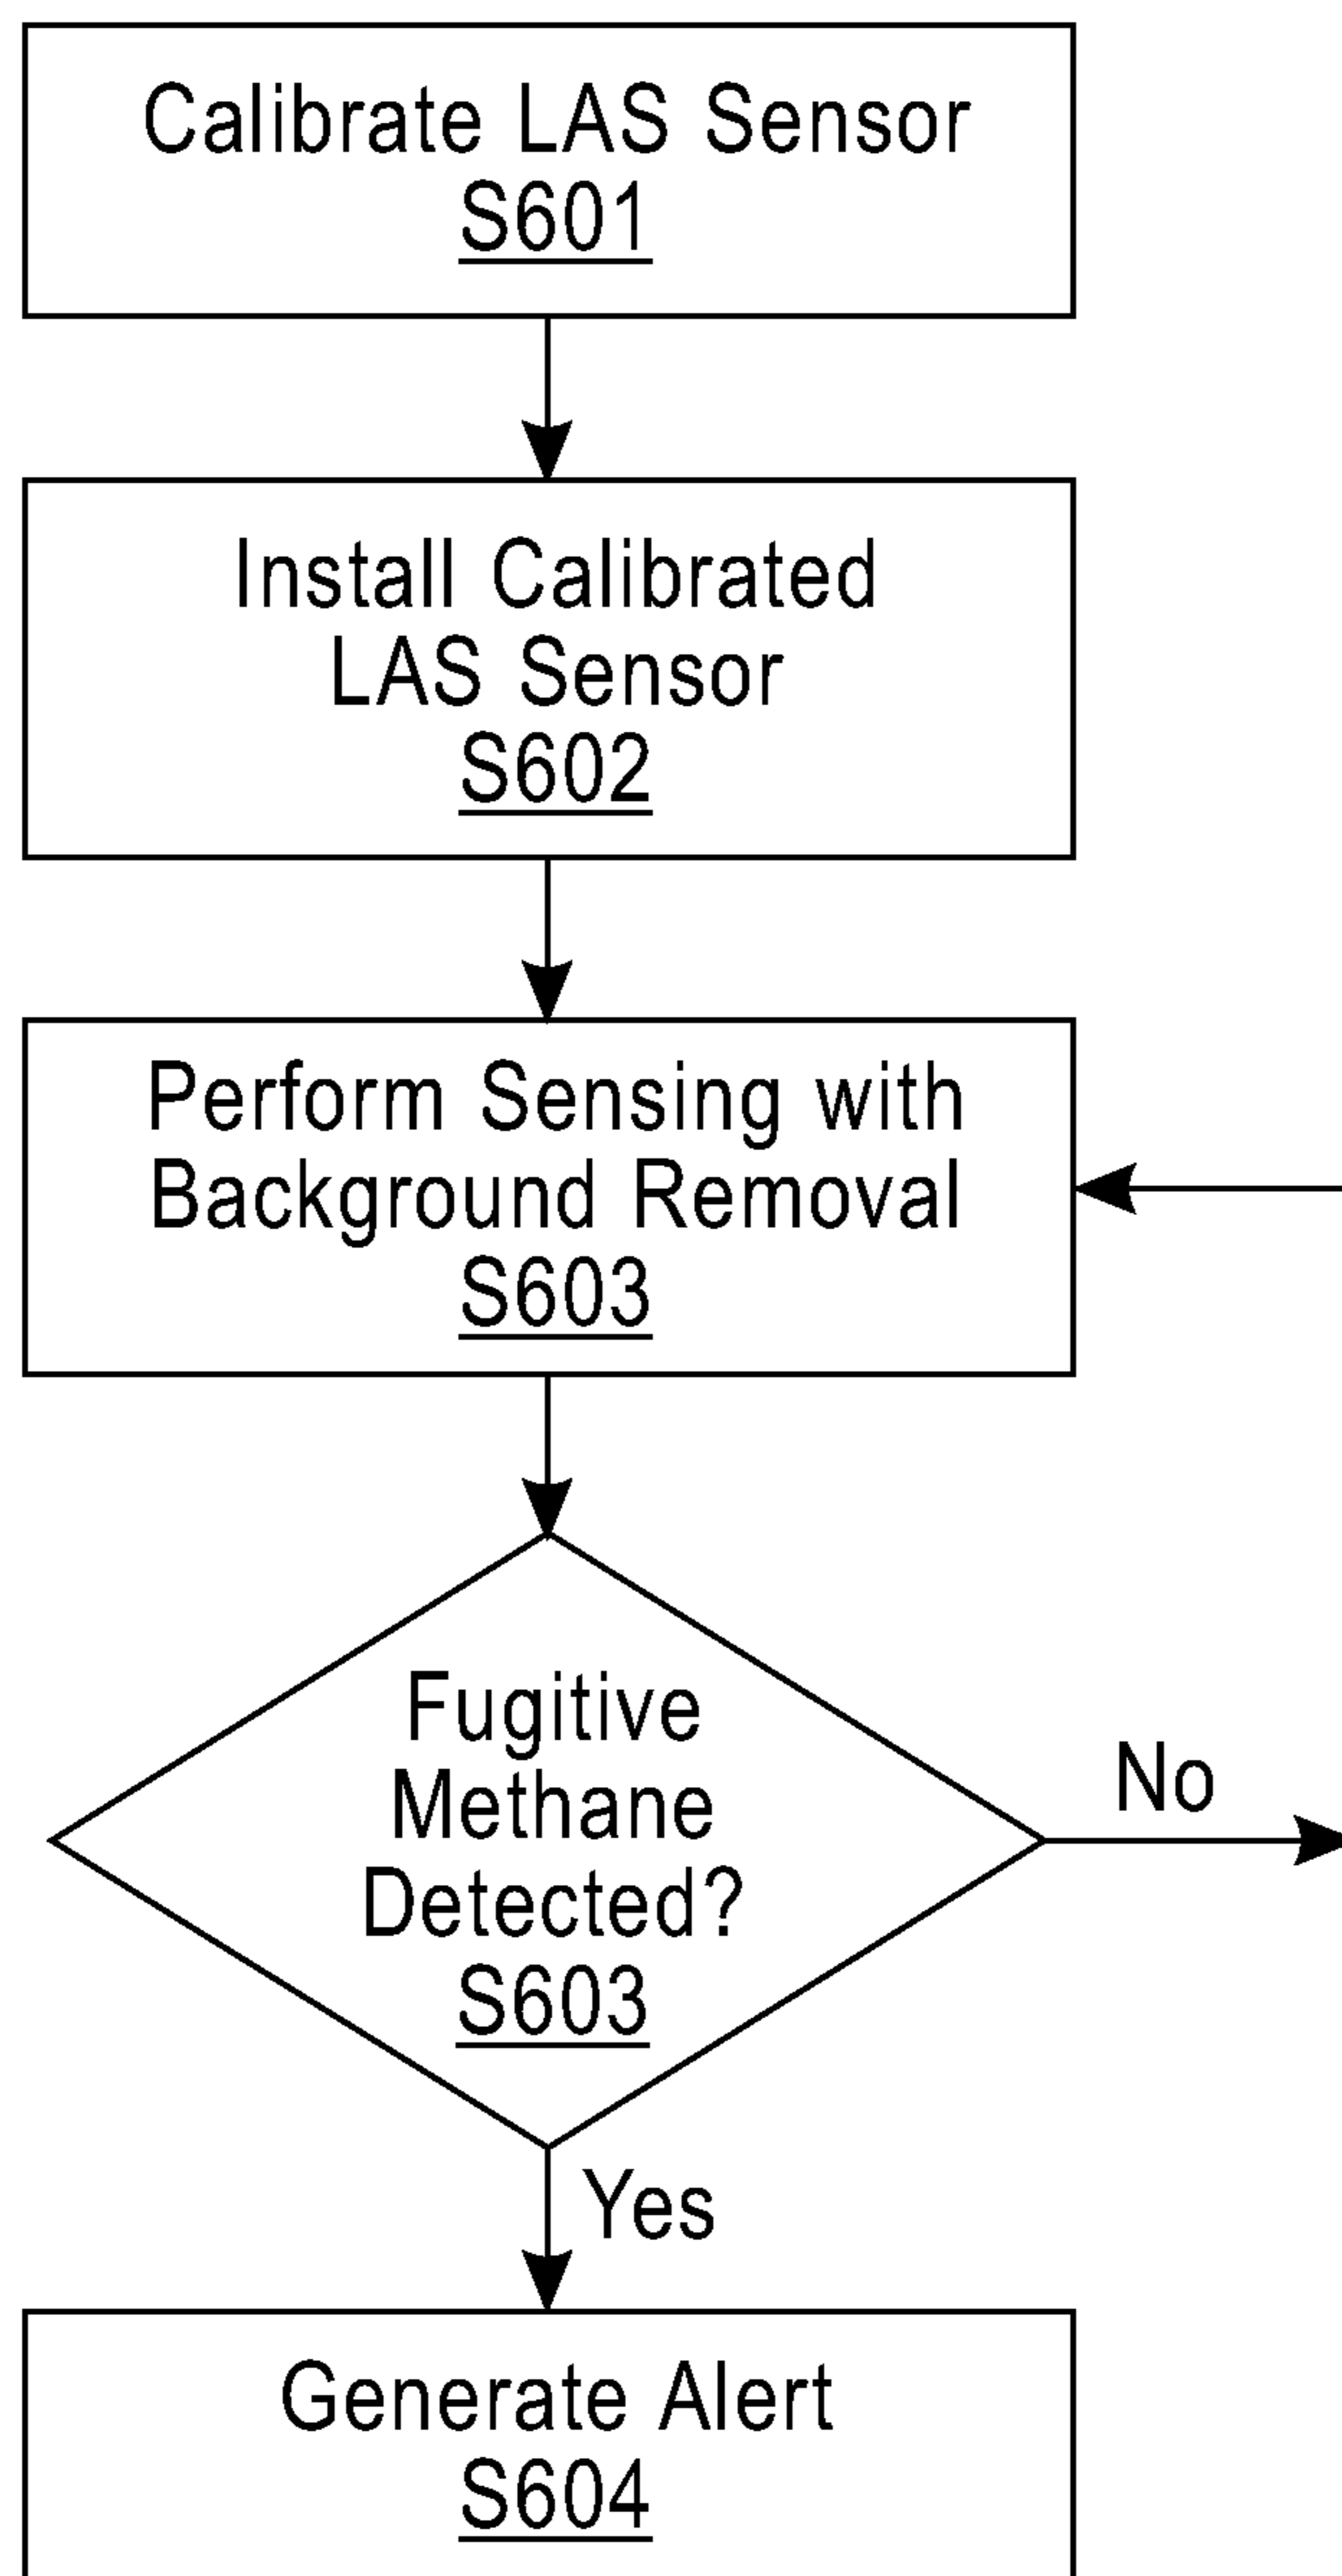 Calibrate LAS Sensor
S601
Install Calibrated
LAS Sensor
S602
Perform Sensing with
Background Removal
S603
Fugitive
Methane
Detected?
S603
No
Yes
Generate Alert
S604